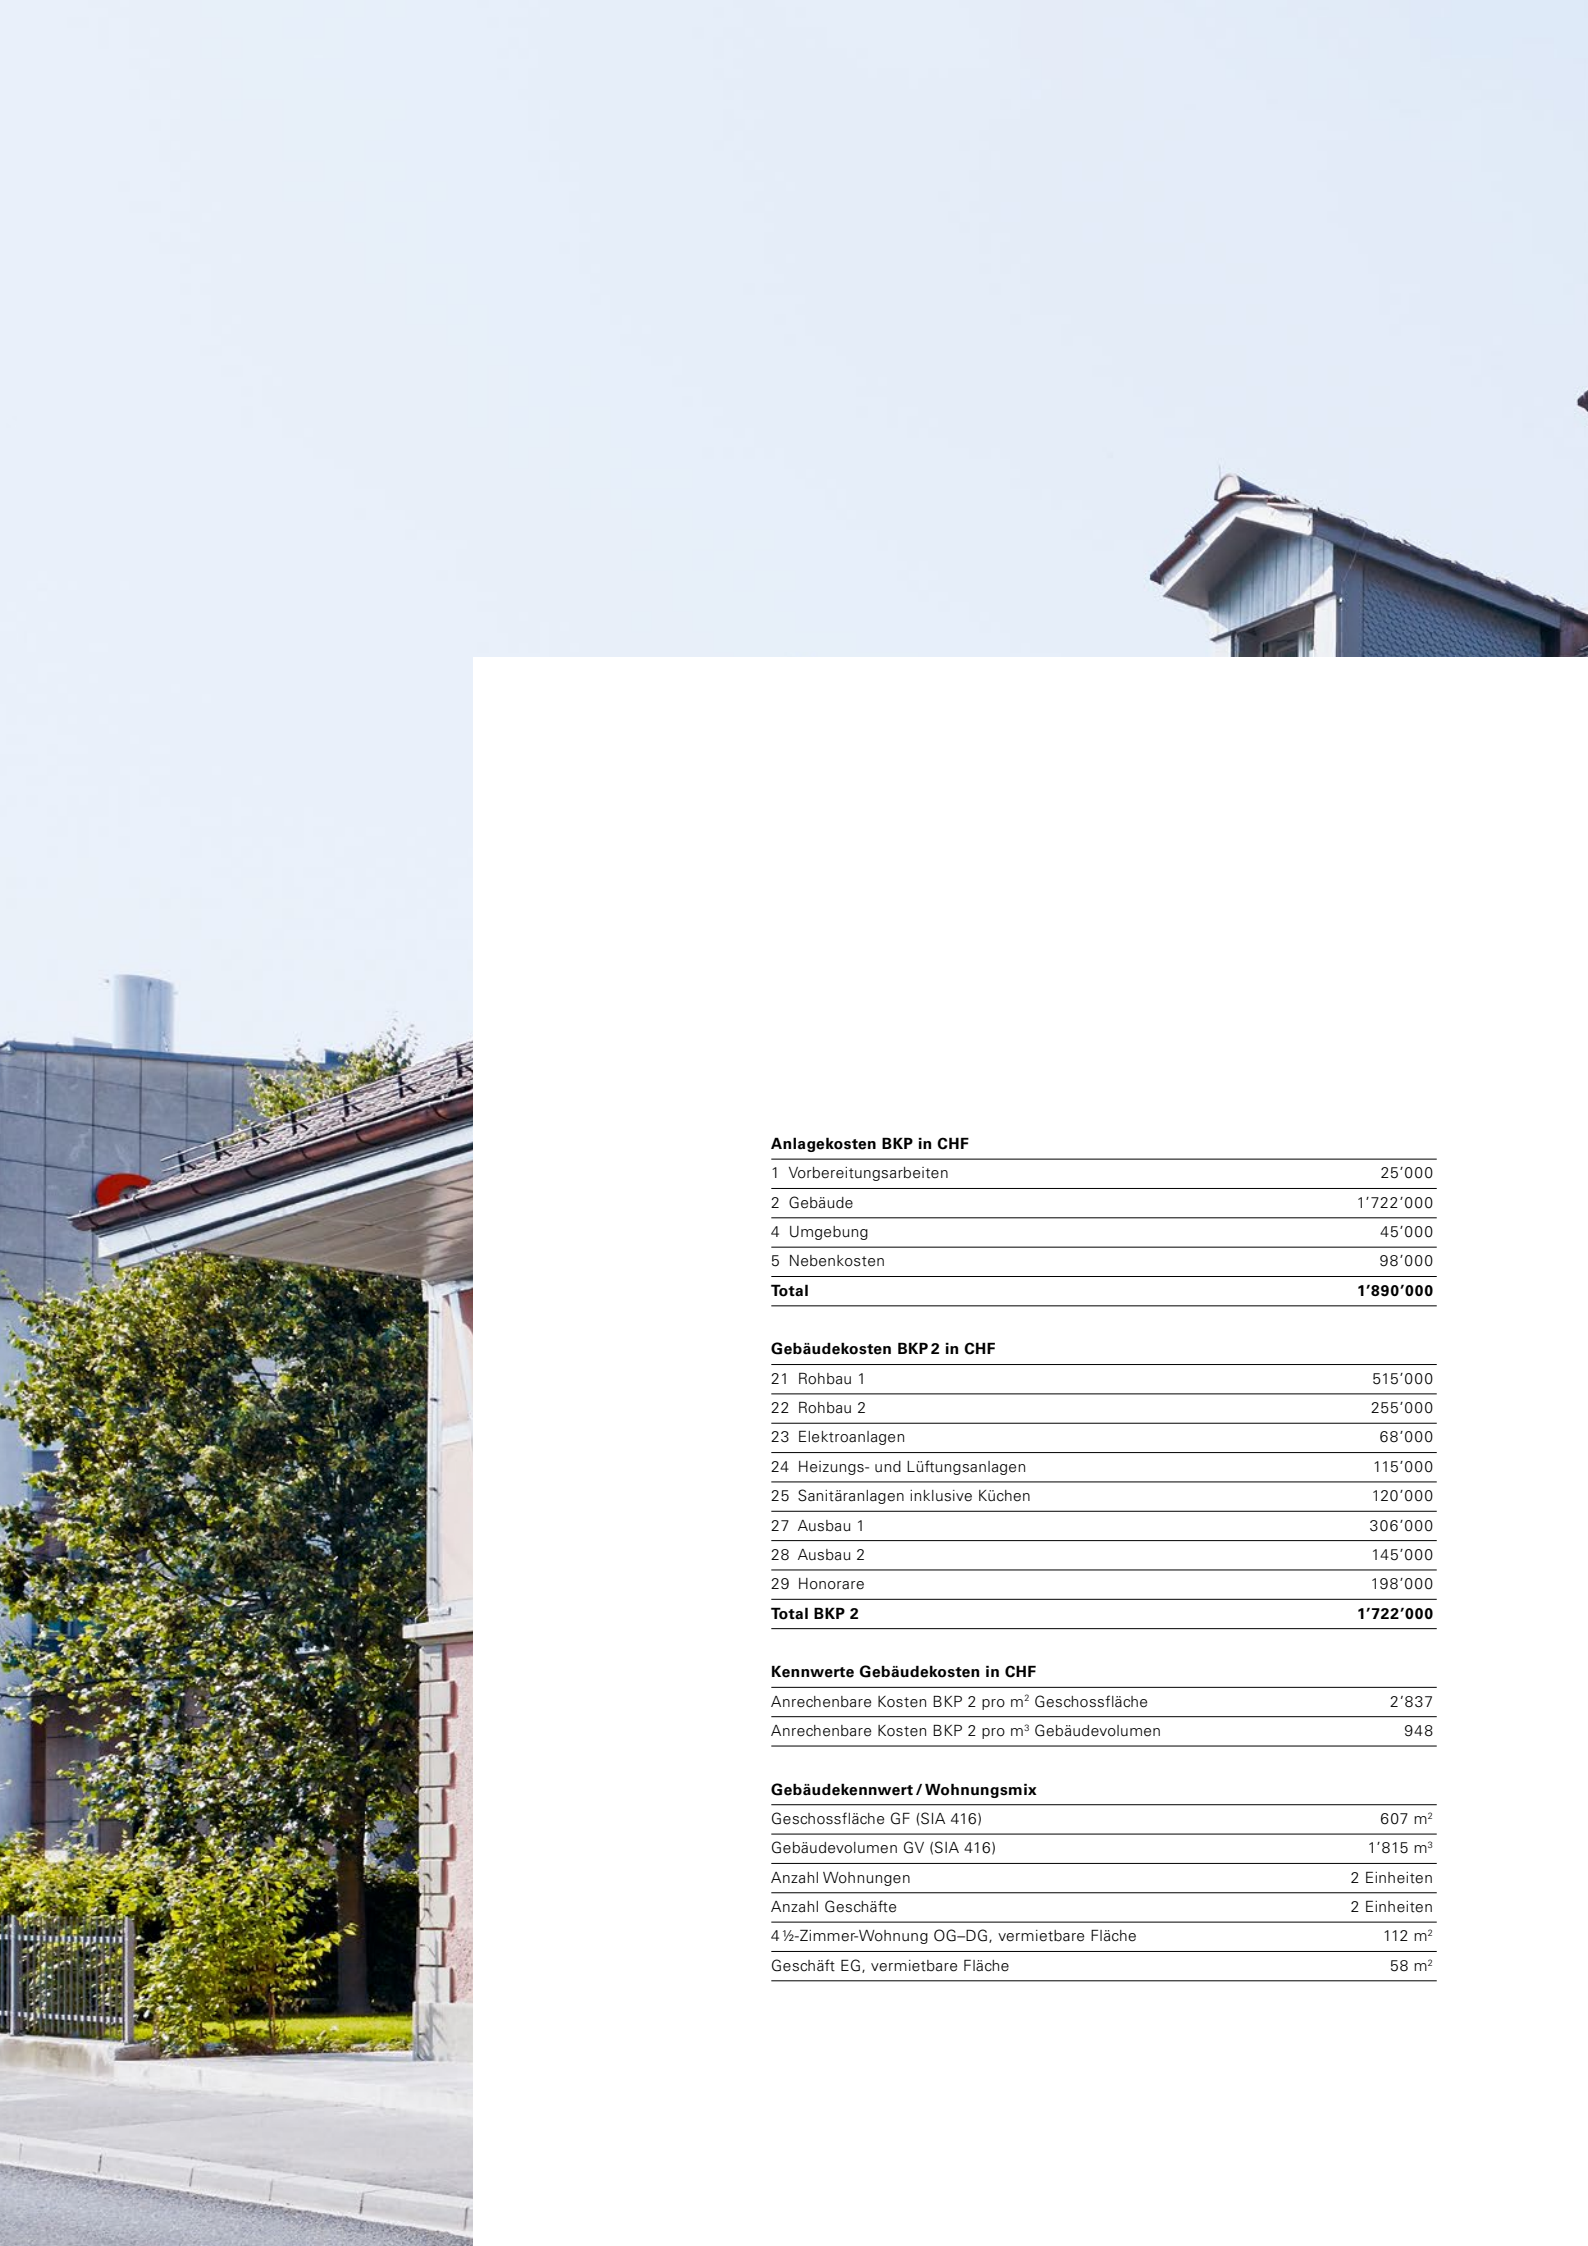 Anlagekosten BKP in CHF
1 Vorbereitungsarbeiten 25’000
2 Gebäude 1’722’000
4 Umgebung 45’000
5 Nebenkosten 98’000
Total 1’890’000
Gebäudekosten BKP 2 in CHF
21 Rohbau 1 515’000
22 Rohbau 2 255’000
23 Elektroanlagen 68’000
24 Heizungs- und Lüftungsanlagen 115’000
25 Sanitäranlagen inklusive Küchen 120’000
27 Ausbau 1 306’000
28 Ausbau 2 145’000
29 Honorare 198’000
Total BKP 2 1’722’000
Kennwerte Gebäudekosten in CHF
Anrechenbare Kosten BKP 2 pro m² Geschossfläche 2’837
Anrechenbare Kosten BKP 2 pro m³ Gebäudevolumen 948
Gebäudekennwert / Wohnungsmix
Geschossfläche GF (SIA 416) 607 m²
Gebäudevolumen GV (SIA 416) 1’815 m³
Anzahl Wohnungen 2 Einheiten
Anzahl Geschäfte 2 Einheiten
4 ½-Zimmer-Wohnung OG–DG, vermietbare Fläche 112 m²
Geschäft EG, vermietbare Fläche 58 m²